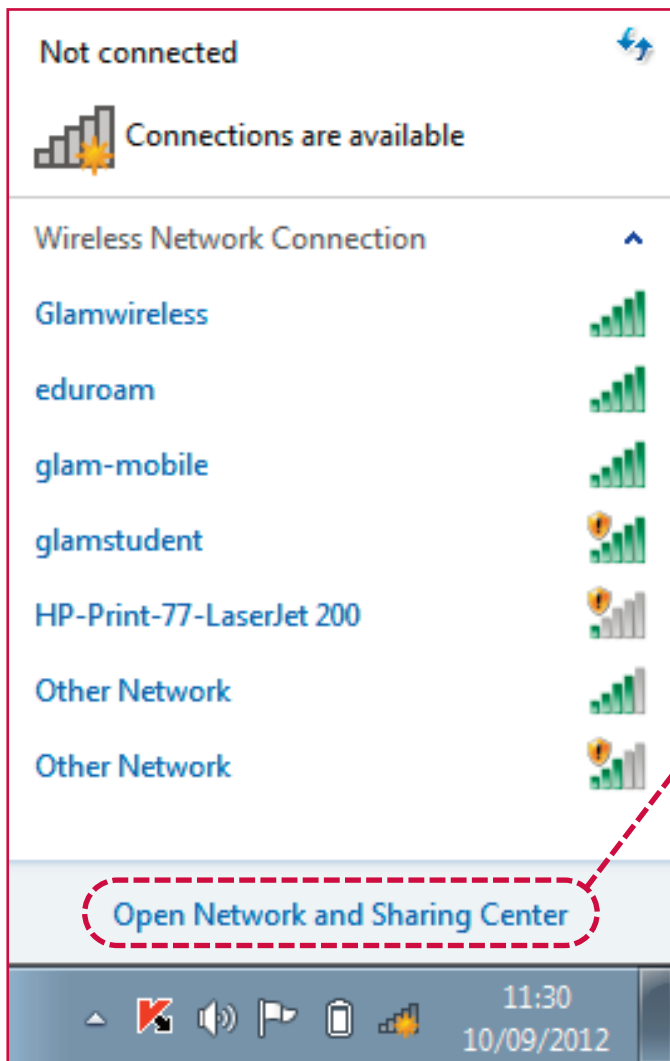 Not connected
Connections are available
Wireless Network Connection
Glamwireless
eduroam
glam-mobile
glamstudent
HP-Print-77-LaserJet 200
Other Network
Other Network
Open Network and Sharing Center
11:30
10/09/2012